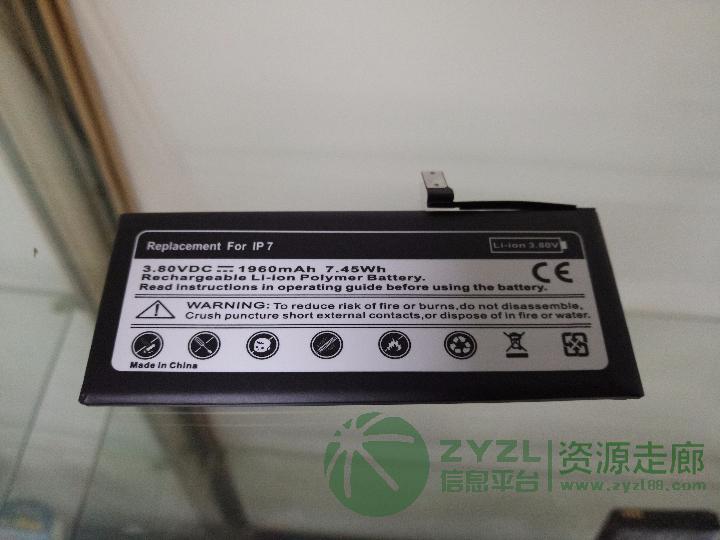 Replacement For IP7
Li-ion 3.80V
3.80VDC ⎓ 1960mAh 7.45Wh
Rechargeable Li-ion Polymer Battery.
Read instructions in operating guide before using the battery.
CE
WARNING: To reduce risk of fire or burns,do not disassemble,
Crush puncture short external contacts,or dispose of in fire or water.
Made in China
ZYZL
信息平台
资源走廊
www.zyzl88.com